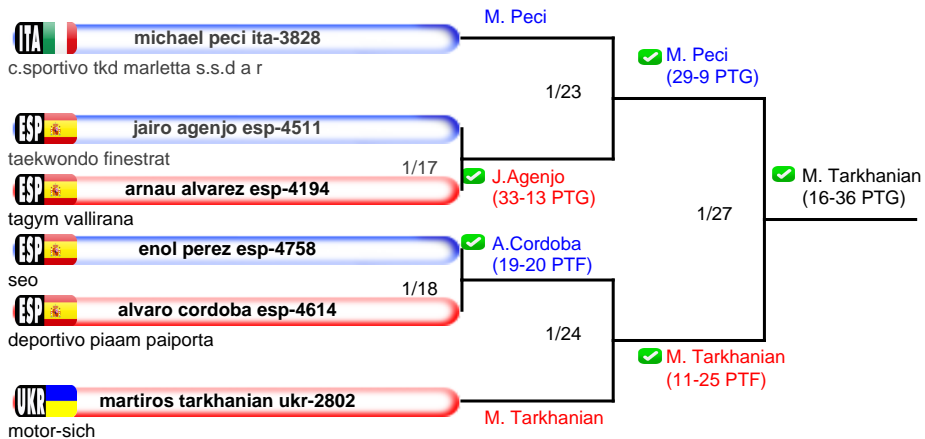 M. Peci
ITA michael peci ita-3828
c.sportivo tkd marletta s.s.d a r
M. Peci
(29-9 PTG)
1/23
ESP jairo agenjo esp-4511
taekwondo finestrat
1/17
J.Agenjo
(33-13 PTG)
ESP arnau alvarez esp-4194
tagym vallirana
M. Tarkhanian
(16-36 PTG)
1/27
ESP enol perez esp-4758
seo
A.Cordoba
(19-20 PTF)
1/18
ESP alvaro cordoba esp-4614
deportivo piaam paiporta
1/24
M. Tarkhanian
(11-25 PTF)
UKR martiros tarkhanian ukr-2802
motor-sich
M. Tarkhanian